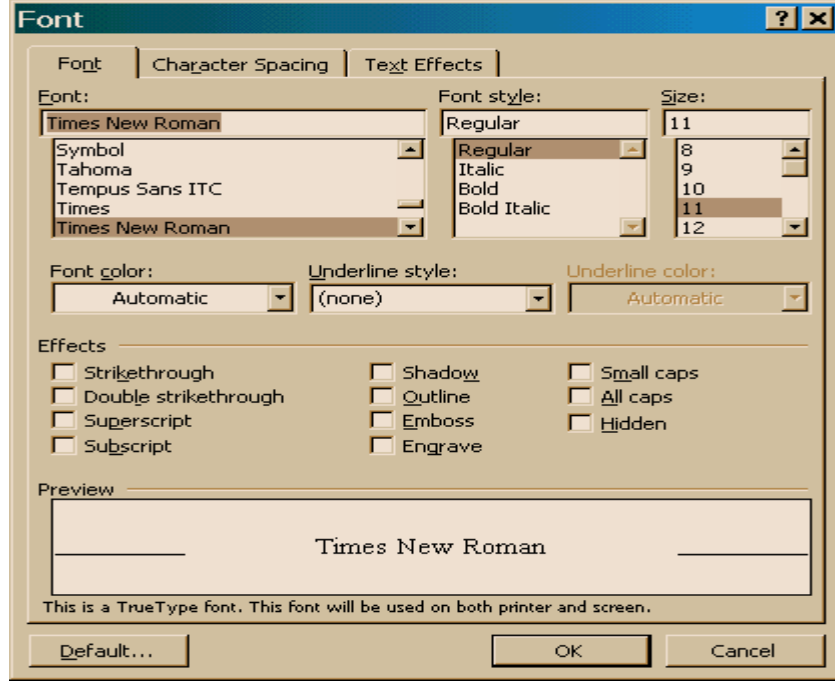 Font
Font Character Spacing Text Effects
Font: Font style: Size:
Times New Roman Regular 11
Symbol Regular 8
Tahoma Italic 9
Tempus Sans ITC Bold 10
Times Bold Italic 11
Times New Roman 12
Font color: Underline style: Underline color:
Automatic (none) Automatic
Effects
Strikethrough Shadow Small caps
Double strikethrough Outline All caps
Superscript Emboss Hidden
Subscript Engrave
Preview
Times New Roman
This is a TrueType font. This font will be used on both printer and screen.
Default... OK Cancel